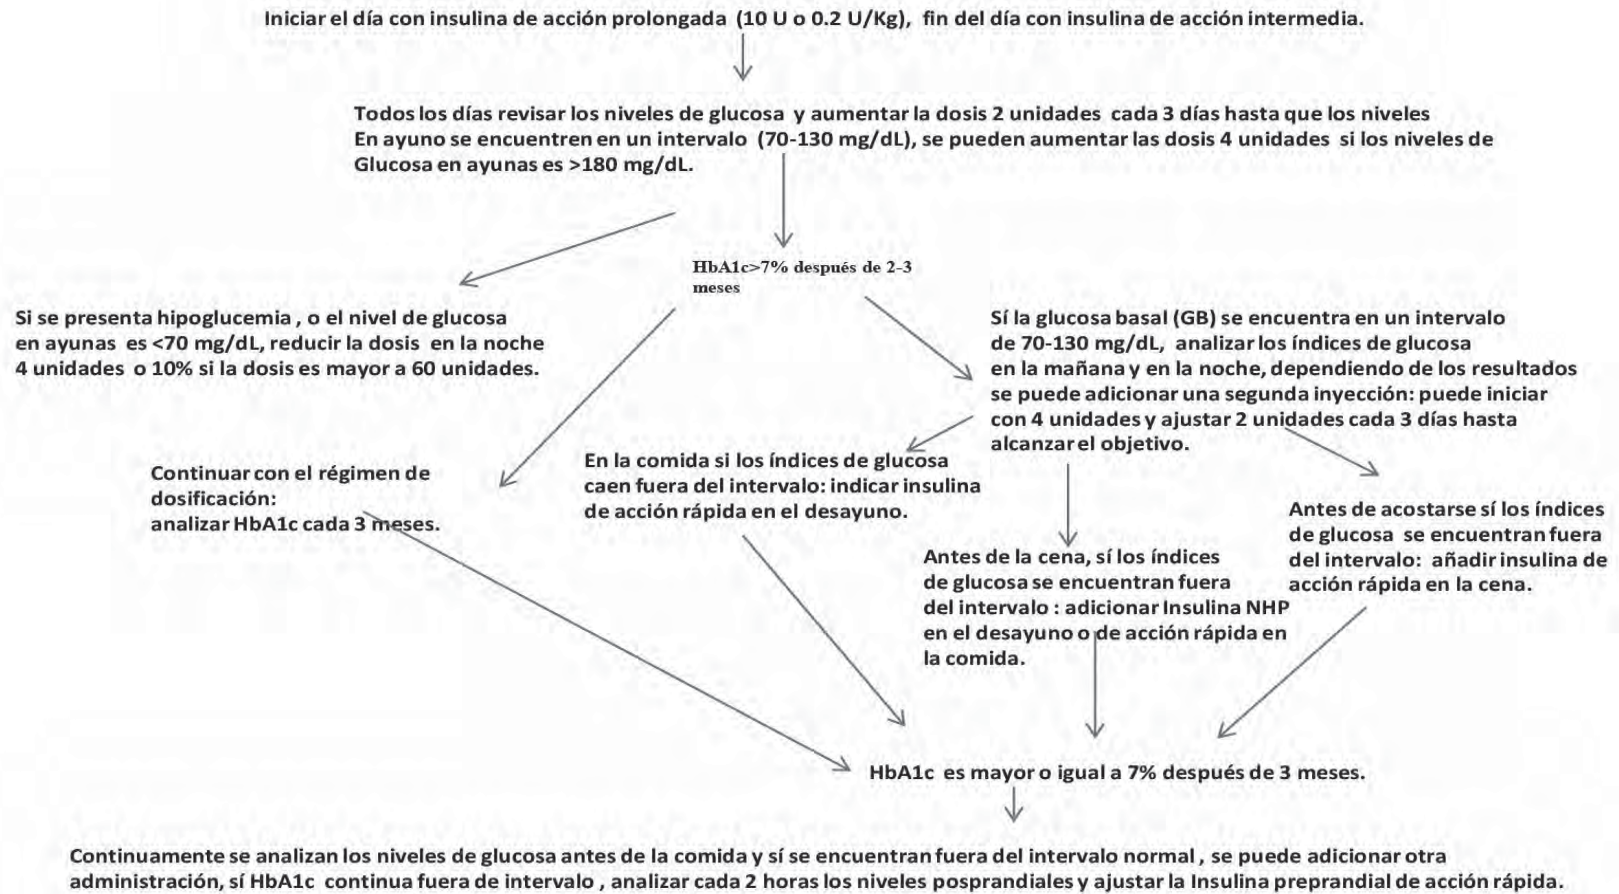 Iniciar el día con insulina de acción prolongada (10 U o 0.2 U/Kg), fin del día con insulina de acción intermedia.
Todos los días revisar los niveles de glucosa y aumentar la dosis 2 unidades cada 3 días hasta que los niveles
En ayuno se encuentren en un intervalo (70-130 mg/dL), se pueden aumentar las dosis 4 unidades si los niveles de
Glucosa en ayunas es >180 mg/dL.
HbA1c>7% después de 2-3
meses
Si se presenta hipoglucemia , o el nivel de glucosa
en ayunas es <70 mg/dL, reducir la dosis en la noche
4 unidades o 10% si la dosis es mayor a 60 unidades.
Sí la glucosa basal (GB) se encuentra en un intervalo
de 70-130 mg/dL, analizar los índices de glucosa
en la mañana y en la noche, dependiendo de los resultados
se puede adicionar una segunda inyección: puede iniciar
con 4 unidades y ajustar 2 unidades cada 3 días hasta
alcanzar el objetivo.
Continuar con el régimen de
dosificación:
analizar HbA1c cada 3 meses.
En la comida si los índices de glucosa
caen fuera del intervalo: indicar insulina
de acción rápida en el desayuno.
Antes de la cena, sí los índices
de glucosa se encuentran fuera
del intervalo : adicionar Insulina NHP
en el desayuno o de acción rápida en
la comida.
Antes de acostarse sí los índices
de glucosa se encuentran fuera
del intervalo: añadir insulina de
acción rápida en la cena.
HbA1c es mayor o igual a 7% después de 3 meses.
Continuamente se analizan los niveles de glucosa antes de la comida y sí se encuentran fuera del intervalo normal , se puede adicionar otra
administración, sí HbA1c continua fuera de intervalo , analizar cada 2 horas los niveles posprandiales y ajustar la Insulina preprandial de acción rápida.